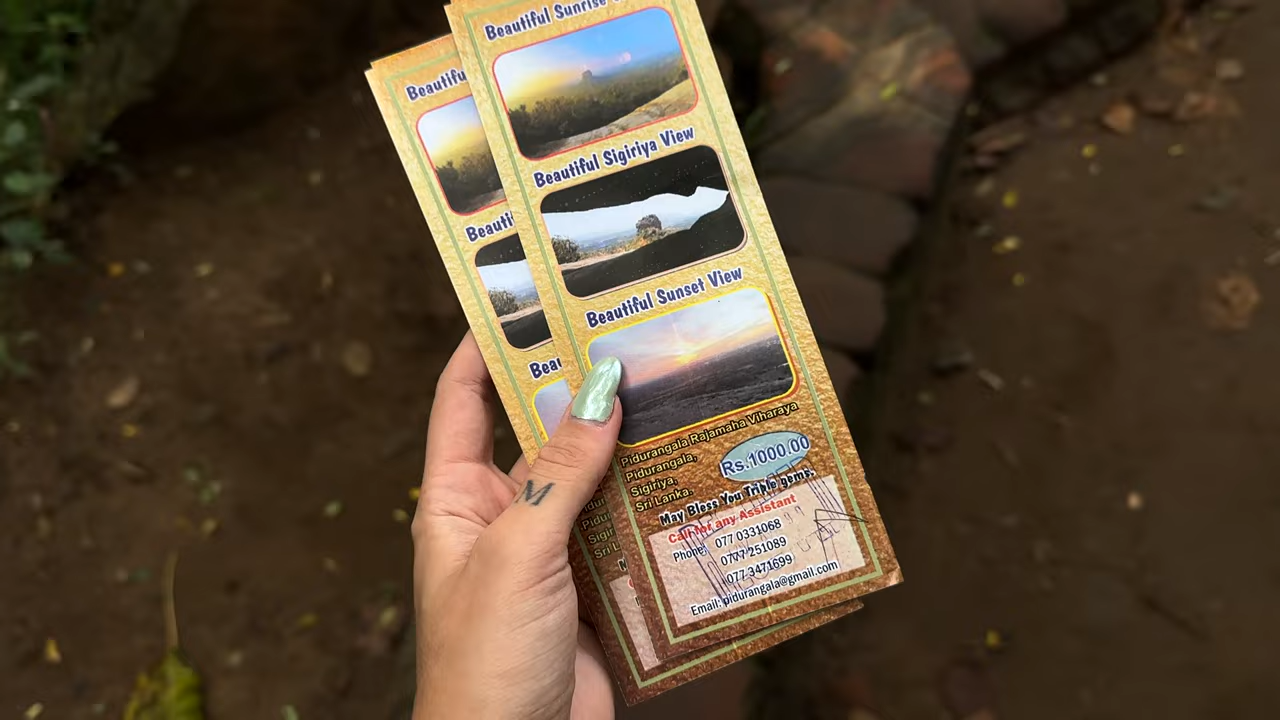 Beautiful Sunrise
Beautiful Sigiriya View
Beautiful Sunset View
Pidurangala Rajamaha Viharaya
Pidurangala,
Sigiriya,
Sri Lanka.
Rs.1000.00
May Bless You Triple gems.
Call for any Assistant
Phone: 077 0331068
0777 251089
077 3471699
Email: pidurangala@gmail.com
Beautifu
Beauti
Beau
M